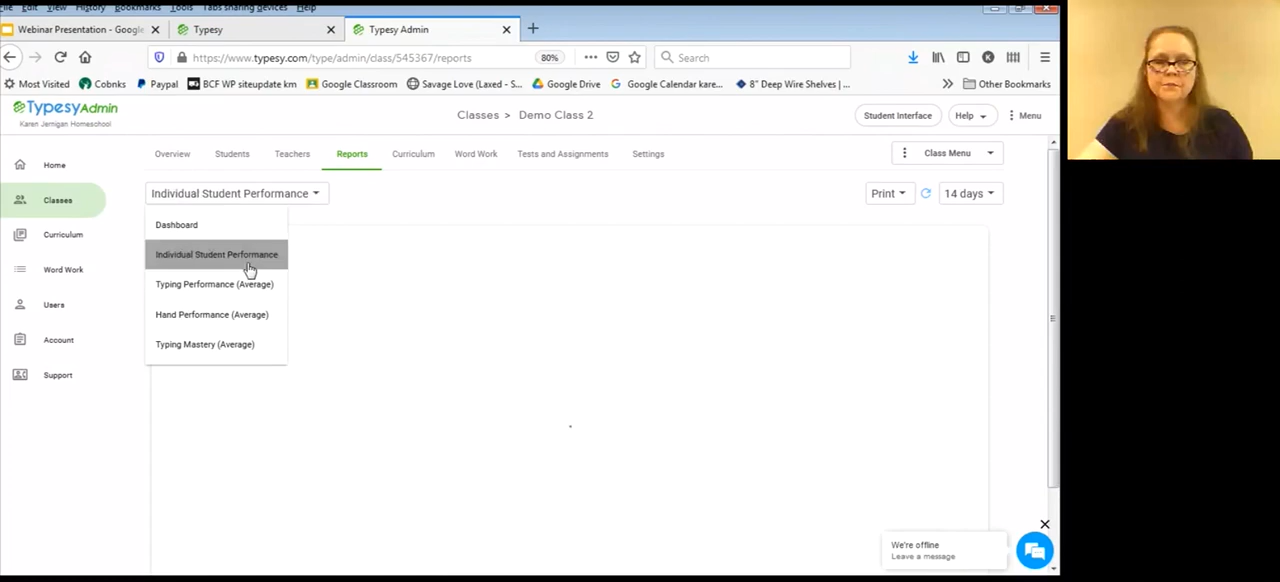 File Edit View History Bookmarks Tools Tabs sharing devices Help
Webinar Presentation - Google
Typesy
Typesy Admin
https://www.typesy.com/type/admin/class/545367/reports
80%
Search
Most Visited
Cobnks
Paypal
BCF WP siteupdate km
Google Classroom
Savage Love (Laxed - S...
Google Drive
Google Calendar kare...
8" Deep Wire Shelves |...
Other Bookmarks
TypesyAdmin
Karen Jernigan Homeschool
Classes > Demo Class 2
Student Interface
Help
Menu
Home
Classes
Curriculum
Word Work
Users
Account
Support
Overview
Students
Teachers
Reports
Curriculum
Word Work
Tests and Assignments
Settings
Class Menu
Individual Student Performance
Print
14 days
Dashboard
Individual Student Performance
Typing Performance (Average)
Hand Performance (Average)
Typing Mastery (Average)
We're offline
Leave a message